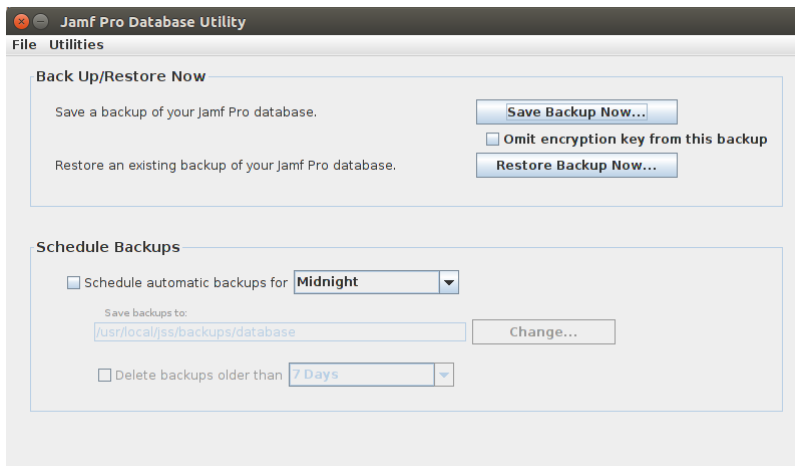 Jamf Pro Database Utility
File Utilities
Back Up/Restore Now
Save a backup of your Jamf Pro database.
Save Backup Now...
Omit encryption key from this backup
Restore an existing backup of your Jamf Pro database.
Restore Backup Now...
Schedule Backups
Schedule automatic backups for Midnight
Save backups to:
/usr/local/jss/backups/database
Change...
Delete backups older than 7 Days